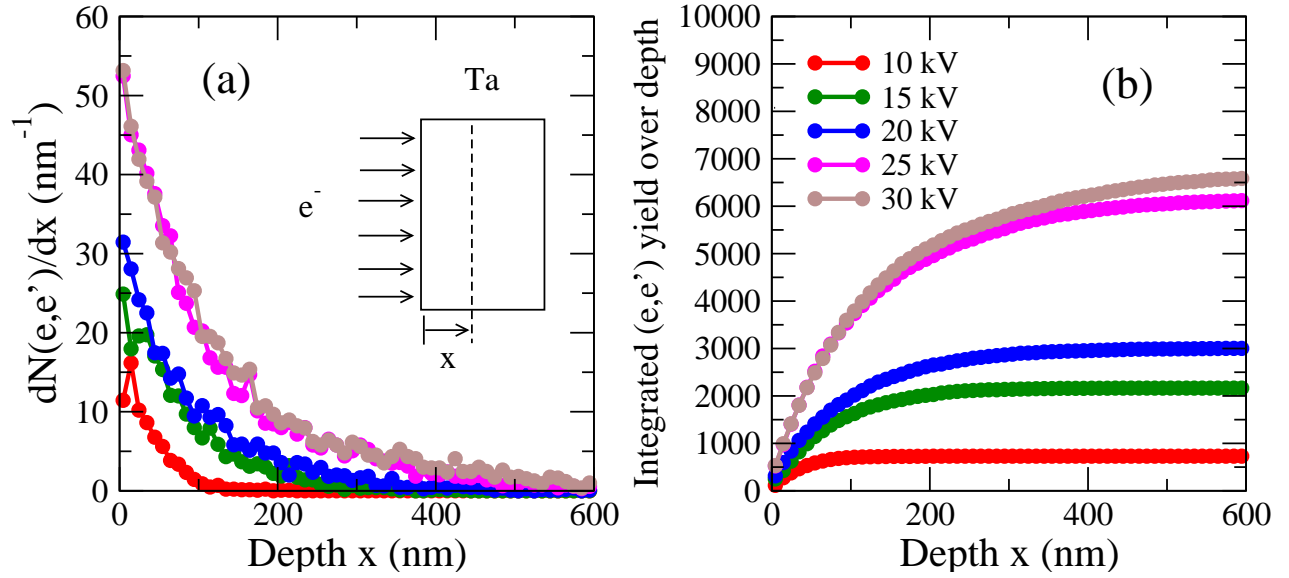 60
50
40
30
20
10
0
dN(e,e’)/dx (nm-1)
(a)
Ta
e-
x
0
200
400
600
Depth x (nm)
10000
9000
8000
7000
6000
5000
4000
3000
2000
1000
0
Integrated (e,e’) yield over depth
10 kV
15 kV
20 kV
25 kV
30 kV
(b)
0
200
400
600
Depth x (nm)